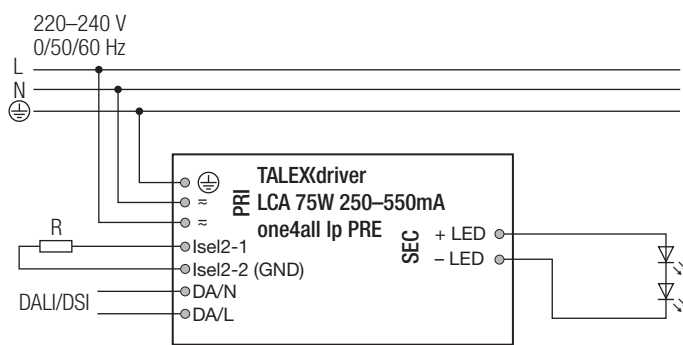 220–240 V
0/50/60 Hz
L
N
TALEXXdriver
LCA 75W 250–550mA
one4all lp PRE
PRI
≂
≂
R
Isel2-1
Isel2-2 (GND)
DALI/DSI
DA/N
DA/L
SEC
+ LED
– LED